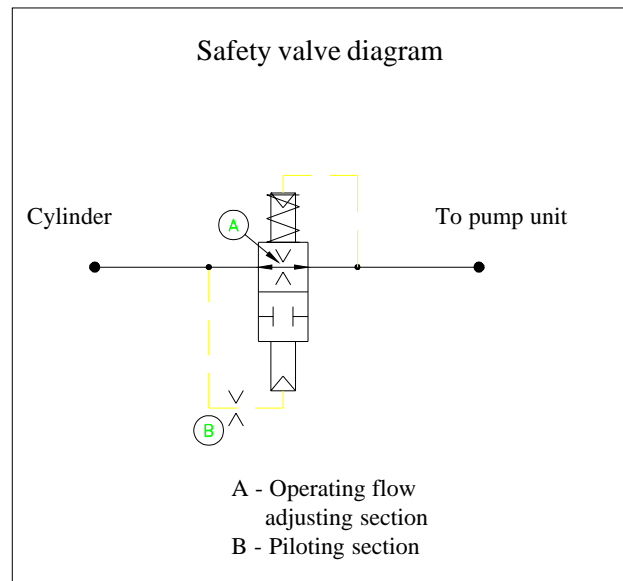 Safety valve diagram
Cylinder
To pump unit
A
B
A - Operating flow
adjusting section
B - Piloting section